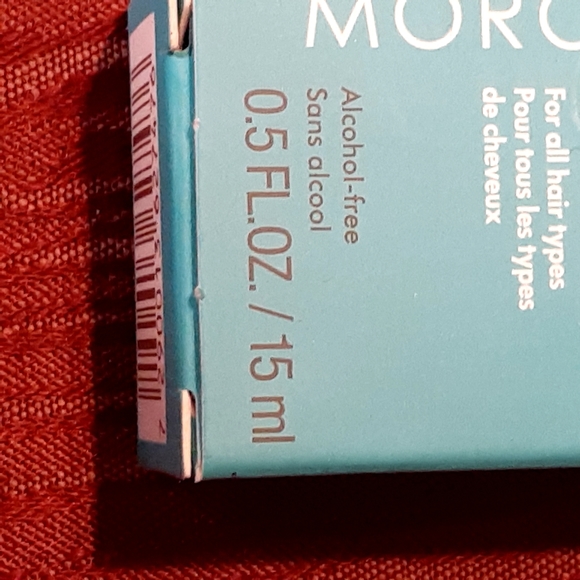 MORO
For all hair types
Pour tous les types
de cheveux
Alcohol-free
Sans alcool
0.5 FL.OZ. / 15 ml